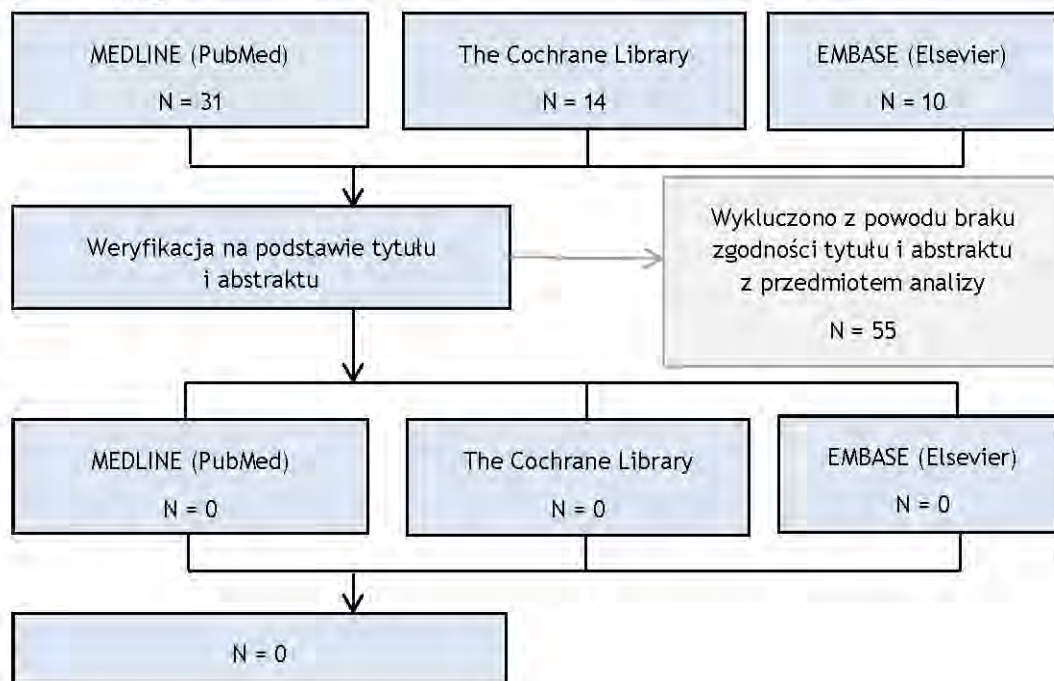 MEDLINE (PubMed)
N = 31
The Cochrane Library
N = 14
EMBASE (Elsevier)
N = 10
Weryfikacja na podstawie tytułu
i abstraktu
Wykluczono z powodu braku
zgodności tytułu i abstraktu
z przedmiotem analizy
N = 55
MEDLINE (PubMed)
N = 0
The Cochrane Library
N = 0
EMBASE (Elsevier)
N = 0
N = 0